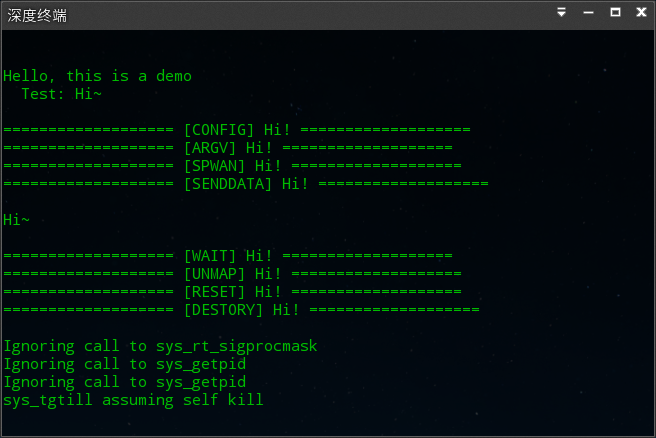 深度终端
Hello, this is a demo
  Test: Hi~
=================== [CONFIG] Hi! ===================
=================== [ARGV] Hi! ===================
=================== [SPWAN] Hi! ===================
=================== [SENDDATA] Hi! ===================
Hi~
=================== [WAIT] Hi! ===================
=================== [UNMAP] Hi! ===================
=================== [RESET] Hi! ===================
=================== [DESTORY] Hi! ===================
Ignoring call to sys_rt_sigprocmask
Ignoring call to sys_getpid
Ignoring call to sys_getpid
sys_tgtill assuming self kill